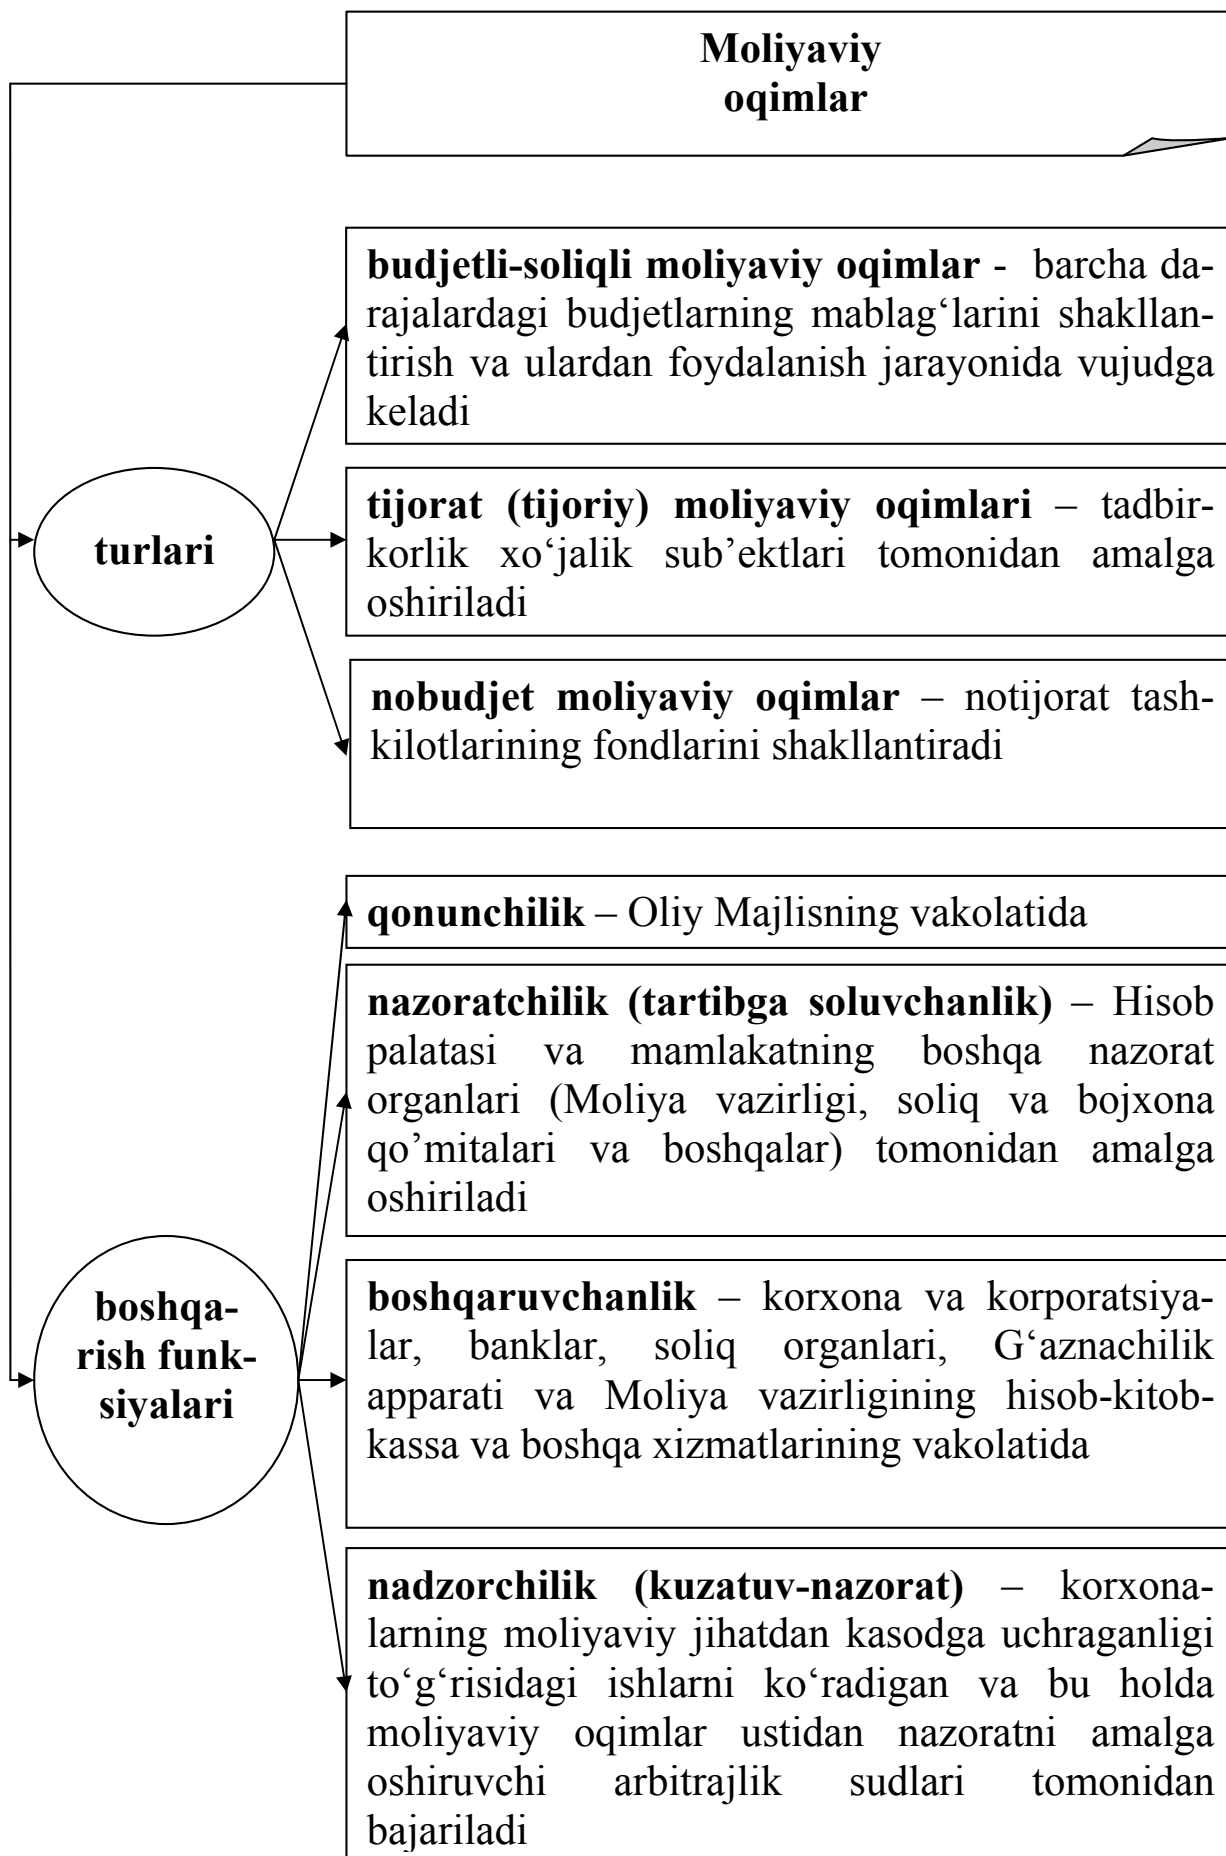 Moliyaviy
oqimlar
budjetli-soliqli moliyaviy oqimlar - barcha da-
rajalardagi budjetlarning mablag‘larini shakllan-
tirish va ulardan foydalanish jarayonida vujudga
keladi
turlari
tijorat (tijoriy) moliyaviy oqimlari – tadbir-
korlik xo‘jalik sub’ektlari tomonidan amalga
oshiriladi
nobudjet moliyaviy oqimlar – notijorat tash-
kilotlarining fondlarini shakllantiradi
boshqa-
rish funk-
siyalari
qonunchilik – Oliy Majlisning vakolatida
nazoratchilik (tartibga soluvchanlik) – Hisob
palatasi va mamlakatning boshqa nazorat
organlari (Moliya vazirligi, soliq va bojxona
qo’mitalari va boshqalar) tomonidan amalga
oshiriladi
boshqaruvchanlik – korxona va korporatsiya-
lar, banklar, soliq organlari, G‘aznachilik
apparati va Moliya vazirligining hisob-kitob-
kassa va boshqa xizmatlarining vakolatida
nadzorchilik (kuzatuv-nazorat) – korxona-
larning moliyaviy jihatdan kasodga uchraganligi
to‘g‘risidagi ishlarni ko‘radigan va bu holda
moliyaviy oqimlar ustidan nazoratni amalga
oshiruvchi arbitrajlik sudlari tomonidan
bajariladi